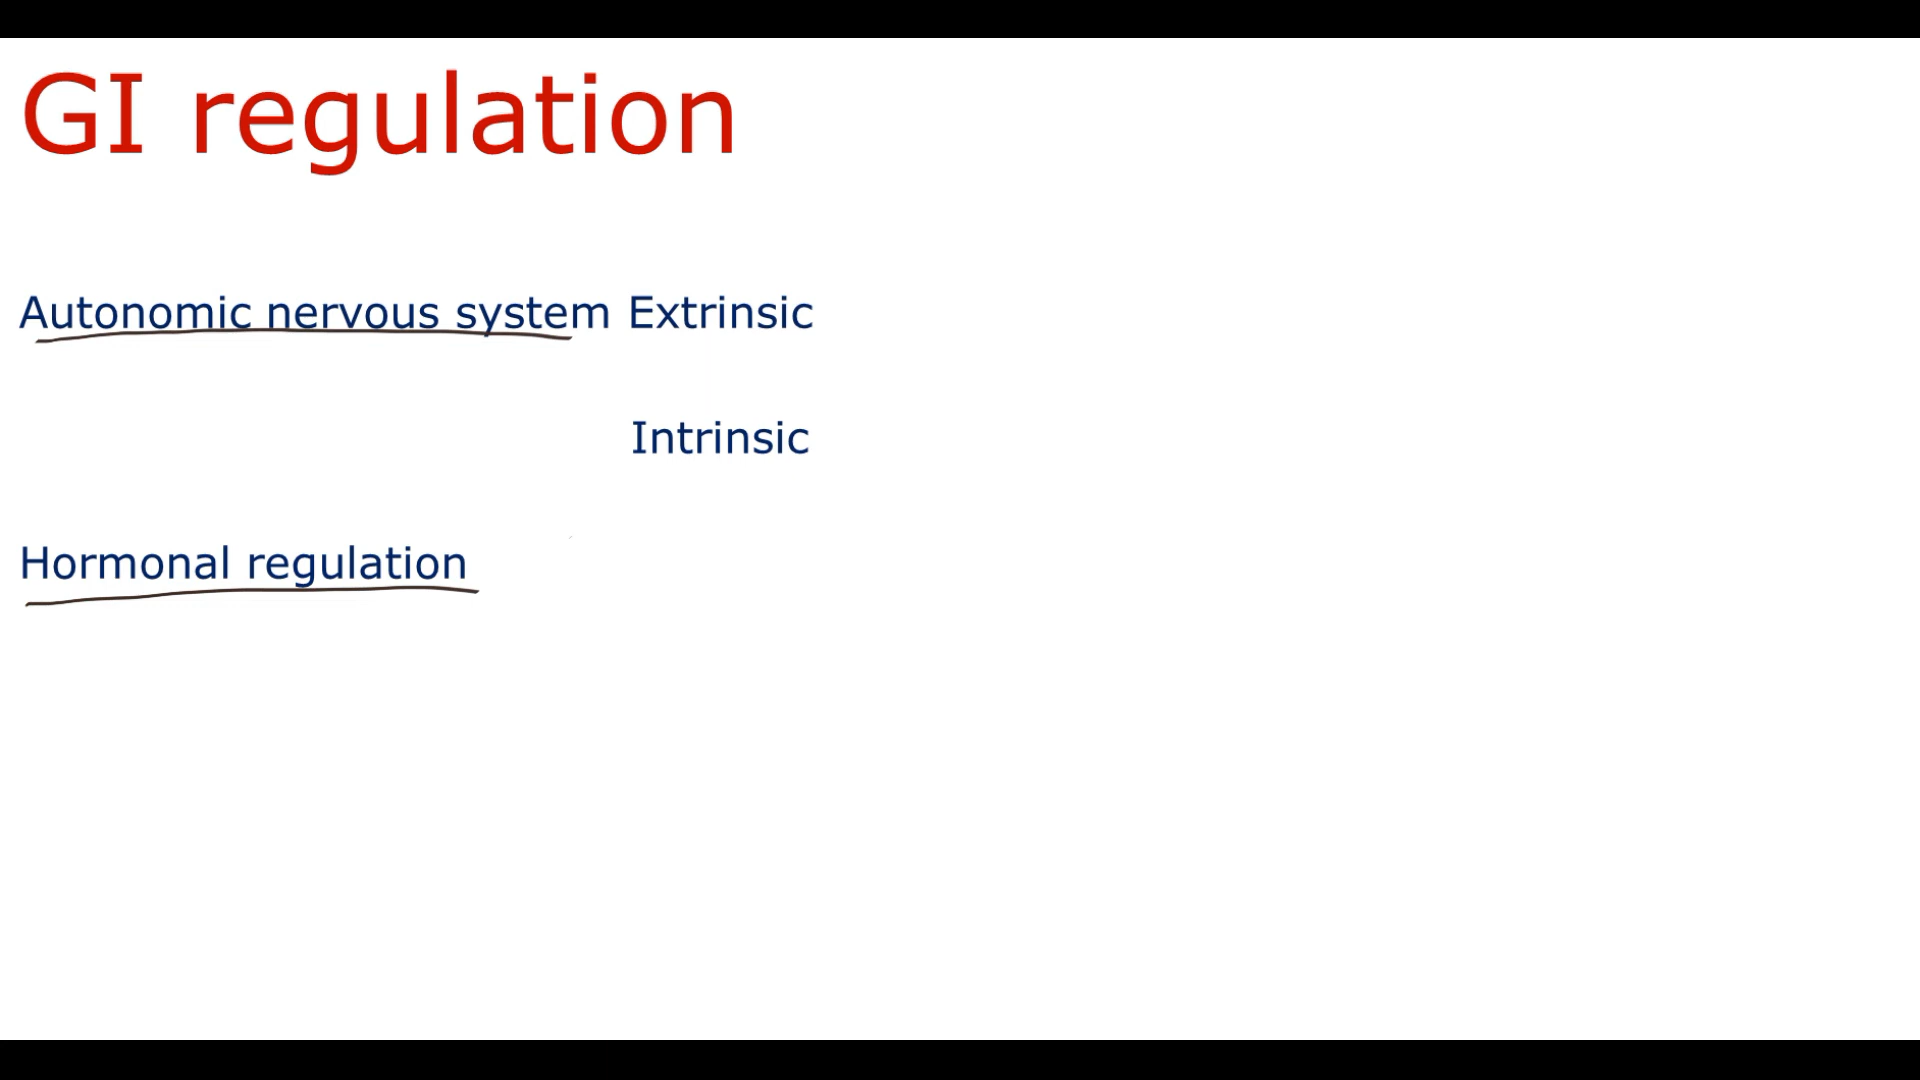 GI regulation
Autonomic nervous system Extrinsic
Intrinsic
Hormonal regulation